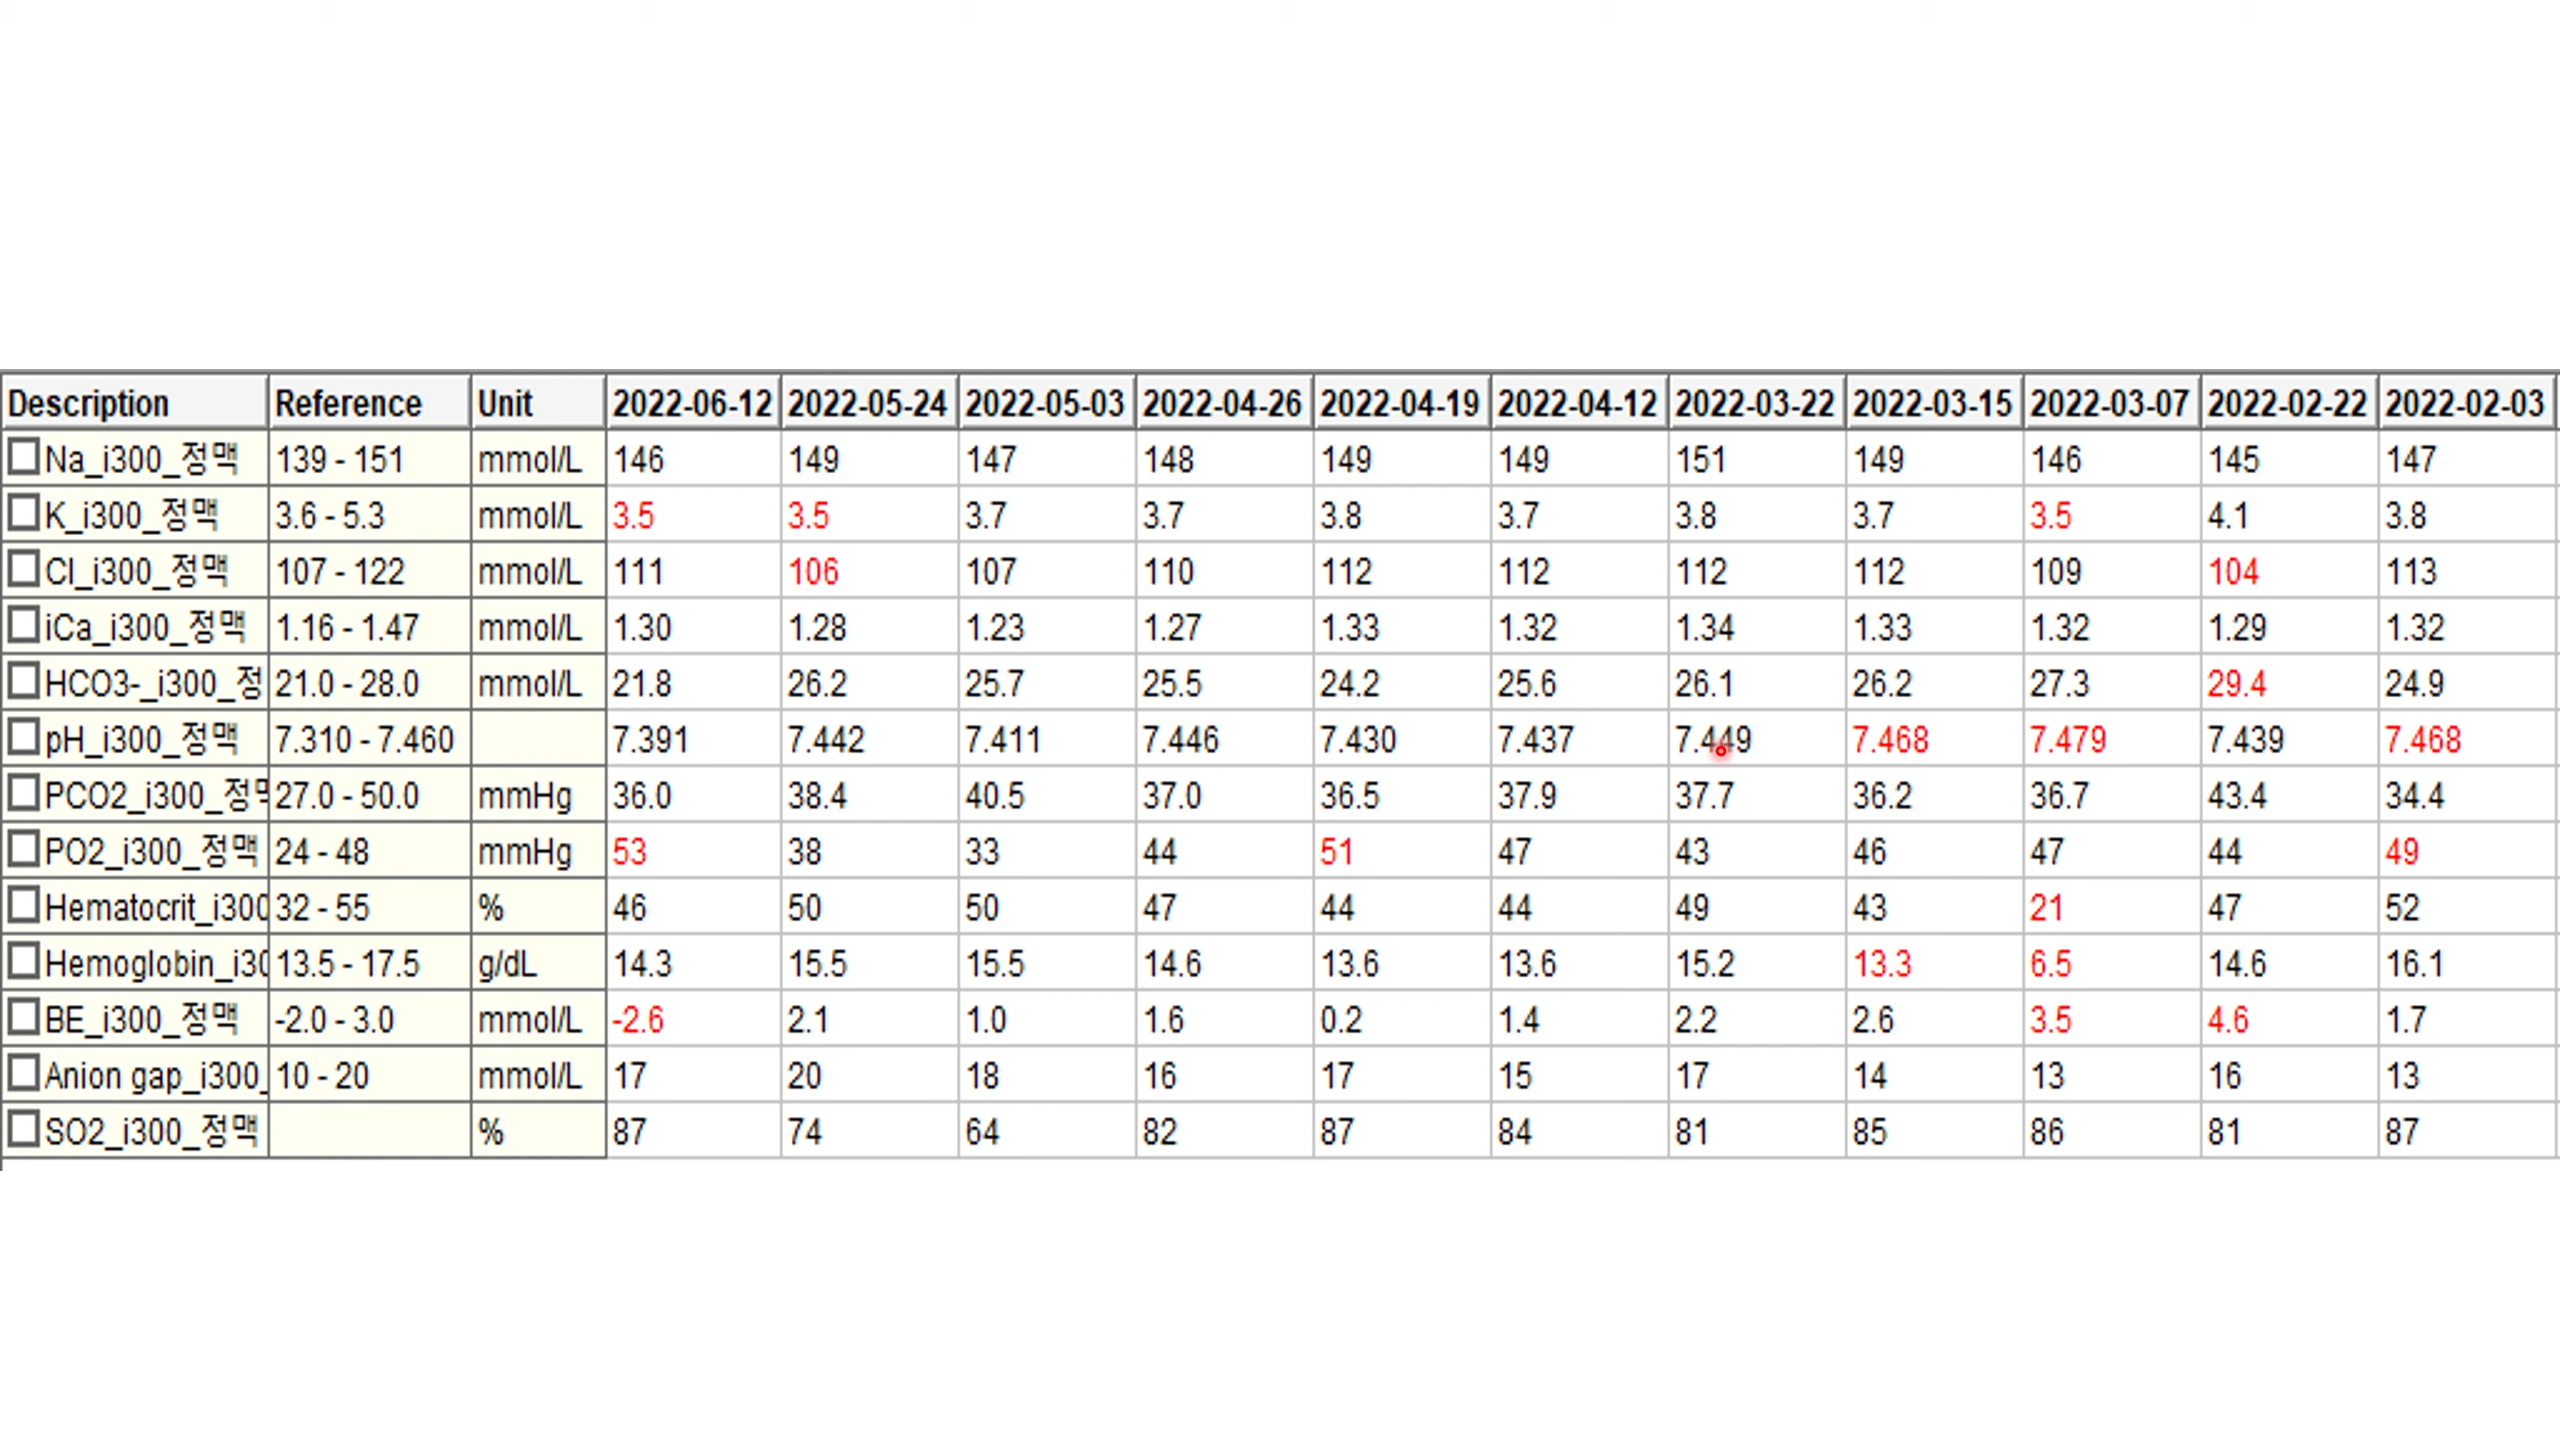 Description Reference Unit 2022-06-12 2022-05-24 2022-05-03 2022-04-26 2022-04-19 2022-04-12 2022-03-22 2022-03-15 2022-03-07 2022-02-22 2022-02-03
Na_i300_정맥 139 - 151 mmol/L 146 149 147 148 149 149 151 149 146 145 147
K_i300_정맥 3.6 - 5.3 mmol/L 3.5 3.5 3.7 3.7 3.8 3.7 3.8 3.7 3.5 4.1 3.8
Cl_i300_정맥 107 - 122 mmol/L 111 106 107 110 112 112 112 112 109 104 113
iCa_i300_정맥 1.16 - 1.47 mmol/L 1.30 1.28 1.23 1.27 1.33 1.32 1.34 1.33 1.32 1.29 1.32
HCO3-_i300_정 21.0 - 28.0 mmol/L 21.8 26.2 25.7 25.5 24.2 25.6 26.1 26.2 27.3 29.4 24.9
pH_i300_정맥 7.310 - 7.460 7.391 7.442 7.411 7.446 7.430 7.437 7.449 7.468 7.479 7.439 7.468
PCO2_i300_정맥 27.0 - 50.0 mmHg 36.0 38.4 40.5 37.0 36.5 37.9 37.7 36.2 36.7 43.4 34.4
PO2_i300_정맥 24 - 48 mmHg 53 38 33 44 51 47 43 46 47 44 49
Hematocrit_i300 32 - 55 % 46 50 50 47 44 44 49 43 21 47 52
Hemoglobin_i30 13.5 - 17.5 g/dL 14.3 15.5 15.5 14.6 13.6 13.6 15.2 13.3 6.5 14.6 16.1
BE_i300_정맥 -2.0 - 3.0 mmol/L -2.6 2.1 1.0 1.6 0.2 1.4 2.2 2.6 3.5 4.6 1.7
Anion gap_i300_ 10 - 20 mmol/L 17 20 18 16 17 15 17 14 13 16 13
SO2_i300_정맥 % 87 74 64 82 87 84 81 85 86 81 87